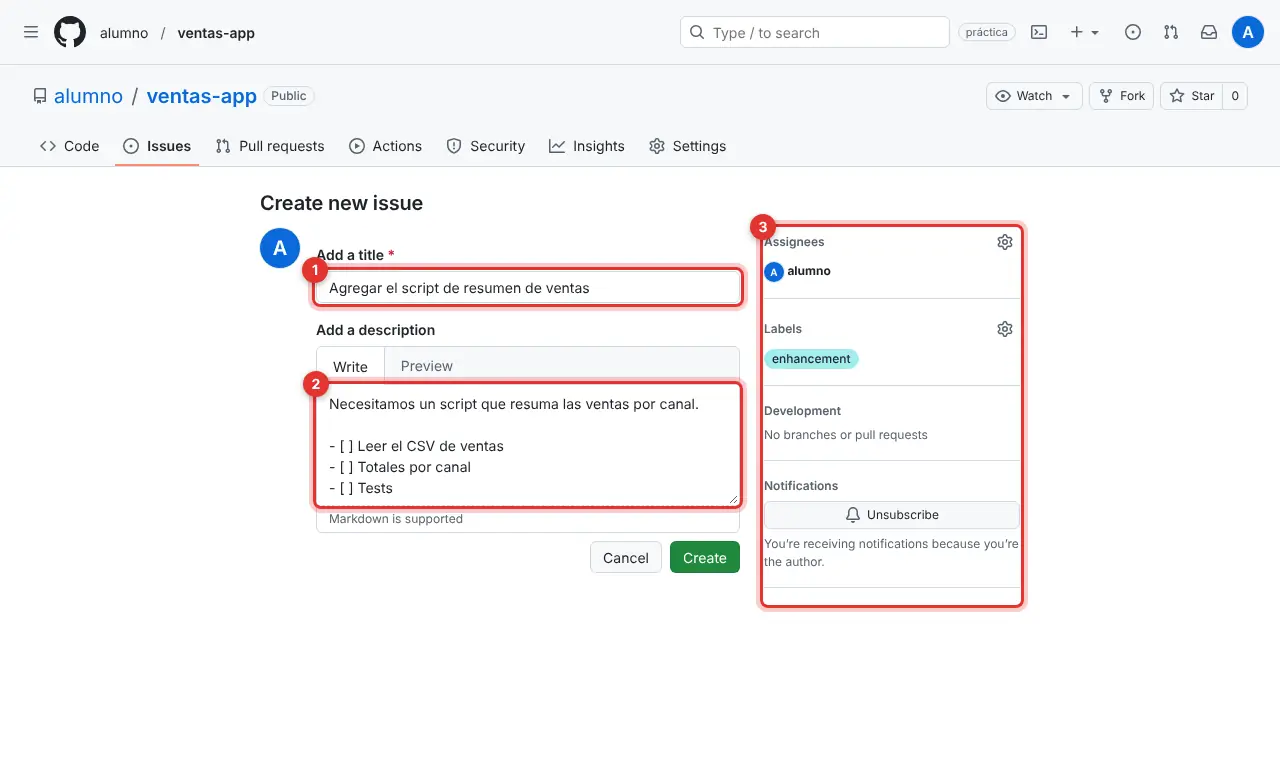 alumno / ventas-app
Type / to search
práctica
A
alumno / ventas-app Public
Watch
Fork
Star 0
Code
Issues
Pull requests
Actions
Security
Insights
Settings
Create new issue
A
Add a title *
1
Agregar el script de resumen de ventas
Add a description
Write
Preview
2
Necesitamos un script que resuma las ventas por canal.
- [ ] Leer el CSV de ventas
- [ ] Totales por canal
- [ ] Tests
Markdown is supported
Cancel
Create
3
Assignees
A alumno
Labels
enhancement
Development
No branches or pull requests
Notifications
Unsubscribe
You're receiving notifications because you're
the author.